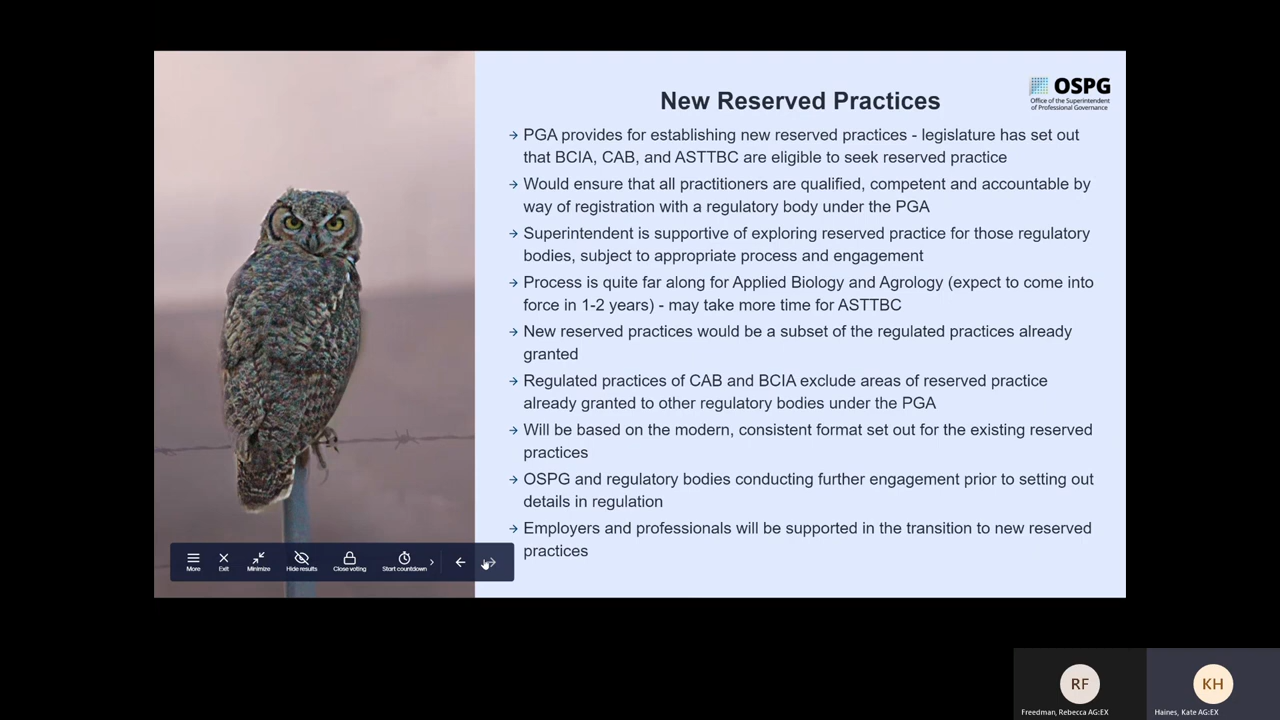 New Reserved Practices
OSPG
Office of the Superintendent
of Professional Governance
→ PGA provides for establishing new reserved practices - legislature has set out
that BCIA, CAB, and ASTTBC are eligible to seek reserved practice
→ Would ensure that all practitioners are qualified, competent and accountable by
way of registration with a regulatory body under the PGA
→ Superintendent is supportive of exploring reserved practice for those regulatory
bodies, subject to appropriate process and engagement
→ Process is quite far along for Applied Biology and Agrology (expect to come into
force in 1-2 years) - may take more time for ASTTBC
→ New reserved practices would be a subset of the regulated practices already
granted
→ Regulated practices of CAB and BCIA exclude areas of reserved practice
already granted to other regulatory bodies under the PGA
→ Will be based on the modern, consistent format set out for the existing reserved
practices
→ OSPG and regulatory bodies conducting further engagement prior to setting out
details in regulation
→ Employers and professionals will be supported in the transition to new reserved
practices
More Exit Minimize Hide results Close voting Start countdown
RF KH
Freedman, Rebecca AG:EX Haines, Kate AG:EX